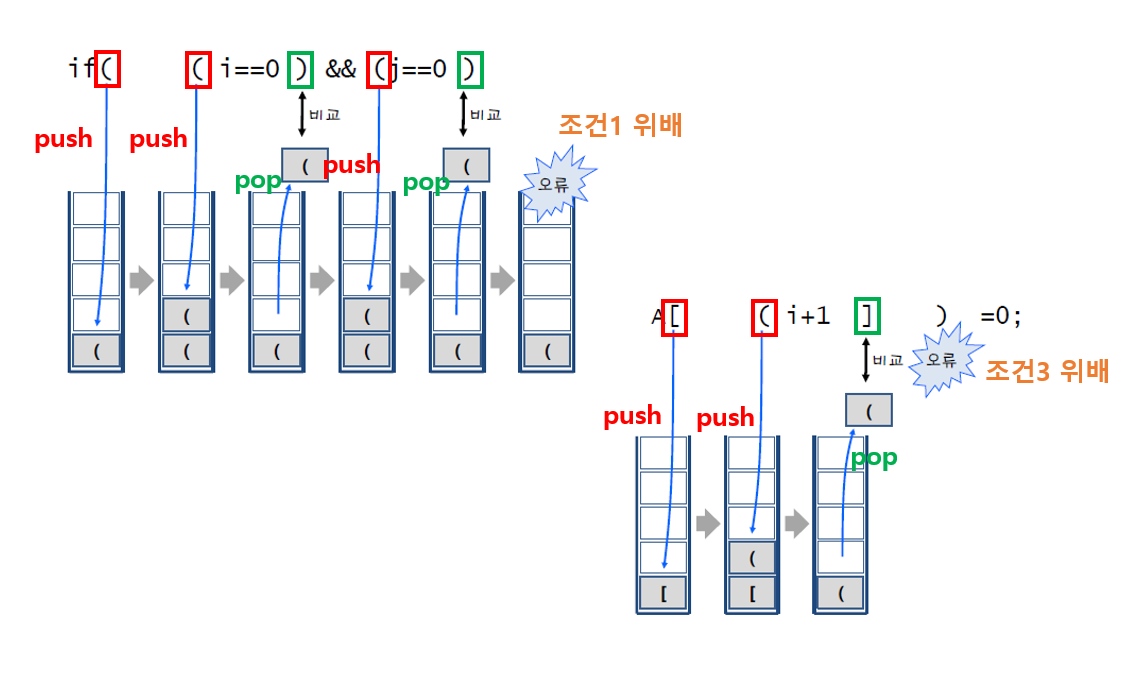 if( ( i==0 ) && (j==0 )
비교 비교
조건1 위배
push push ( push (
pop pop 오류
( (
( ( ( ( ( (
A[ ( i+1 ] ) =0;
비교 오류 조건3 위배
(
push push
pop
(
[ [ (